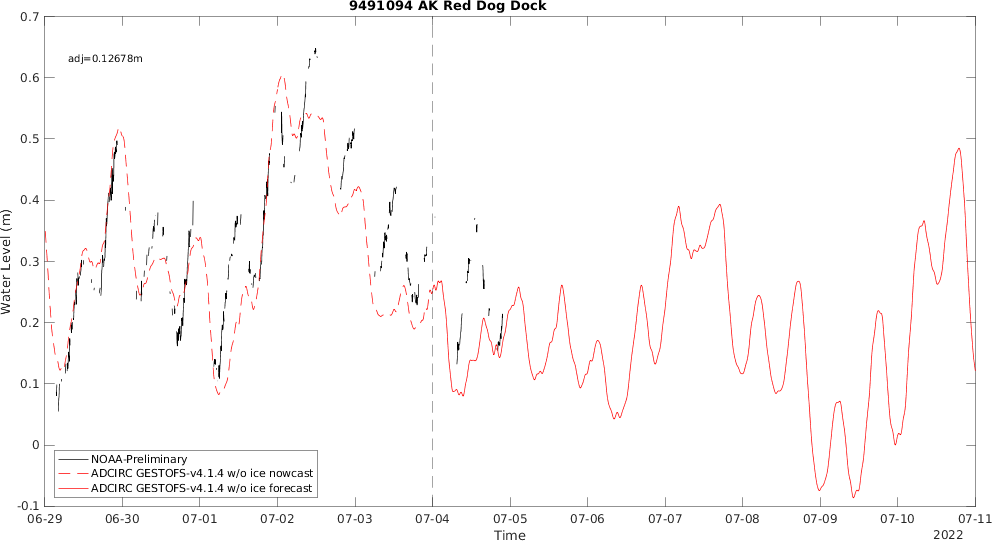 9491094 AK Red Dog Dock
adj=0.12678m
Water Level (m)
0.7
0.6
0.5
0.4
0.3
0.2
0.1
0
-0.1
NOAA-Preliminary
ADCIRC GESTOFS-v4.1.4 w/o ice nowcast
ADCIRC GESTOFS-v4.1.4 w/o ice forecast
06-29 06-30 07-01 07-02 07-03 07-04 07-05 07-06 07-07 07-08 07-09 07-10 07-11
Time
2022